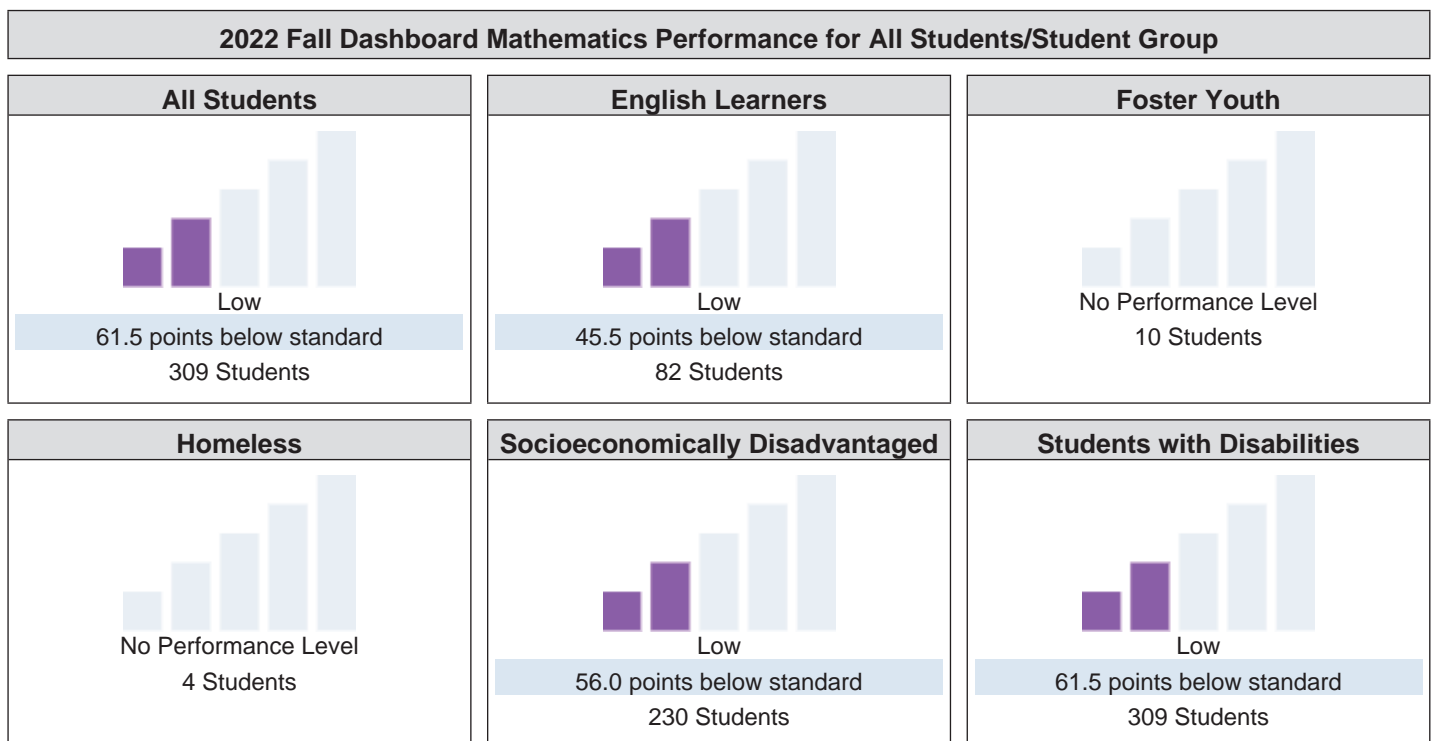 2022 Fall Dashboard Mathematics Performance for All Students/Student Group
All Students
Low
61.5 points below standard
309 Students
English Learners
Low
45.5 points below standard
82 Students
Foster Youth
No Performance Level
10 Students
Homeless
No Performance Level
4 Students
Socioeconomically Disadvantaged
Low
56.0 points below standard
230 Students
Students with Disabilities
Low
61.5 points below standard
309 Students